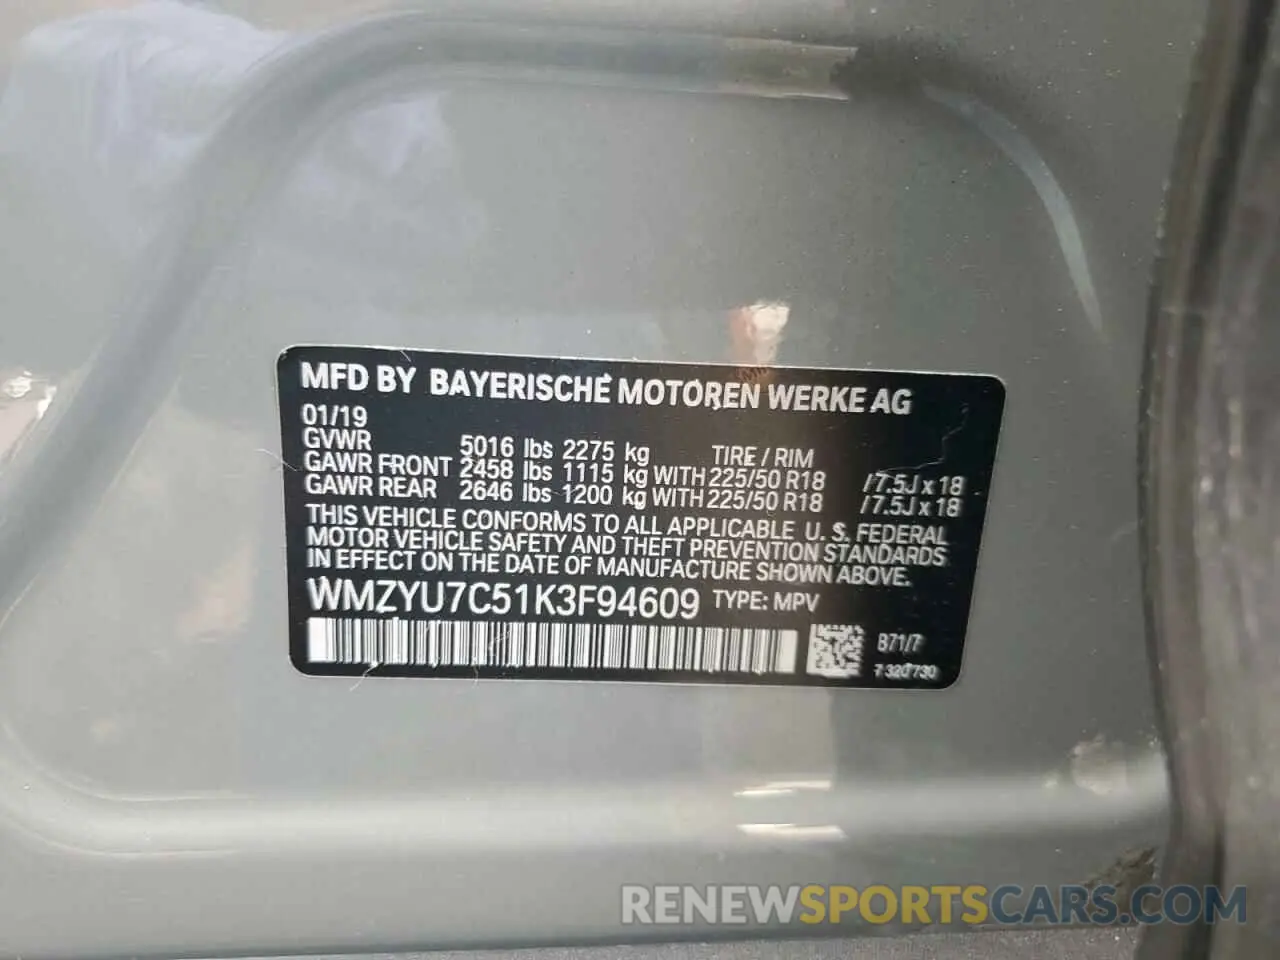 MFD BY BAYERISCHE MOTOREN WERKE AG
01/19
GVWR 5016 lbs 2275 kg TIRE / RIM
GAWR FRONT 2458 lbs 1115 kg WITH 225/50 R18 /7.5J x 18
GAWR REAR 2646 lbs 1200 kg WITH 225/50 R18 /7.5J x 18
THIS VEHICLE CONFORMS TO ALL APPLICABLE U. S. FEDERAL
MOTOR VEHICLE SAFETY AND THEFT PREVENTION STANDARDS
IN EFFECT ON THE DATE OF MANUFACTURE SHOWN ABOVE.
WMZYU7C51K3F94609 TYPE: MPV
B71/7
7 320 730
RENEWSPORTSCARS.COM